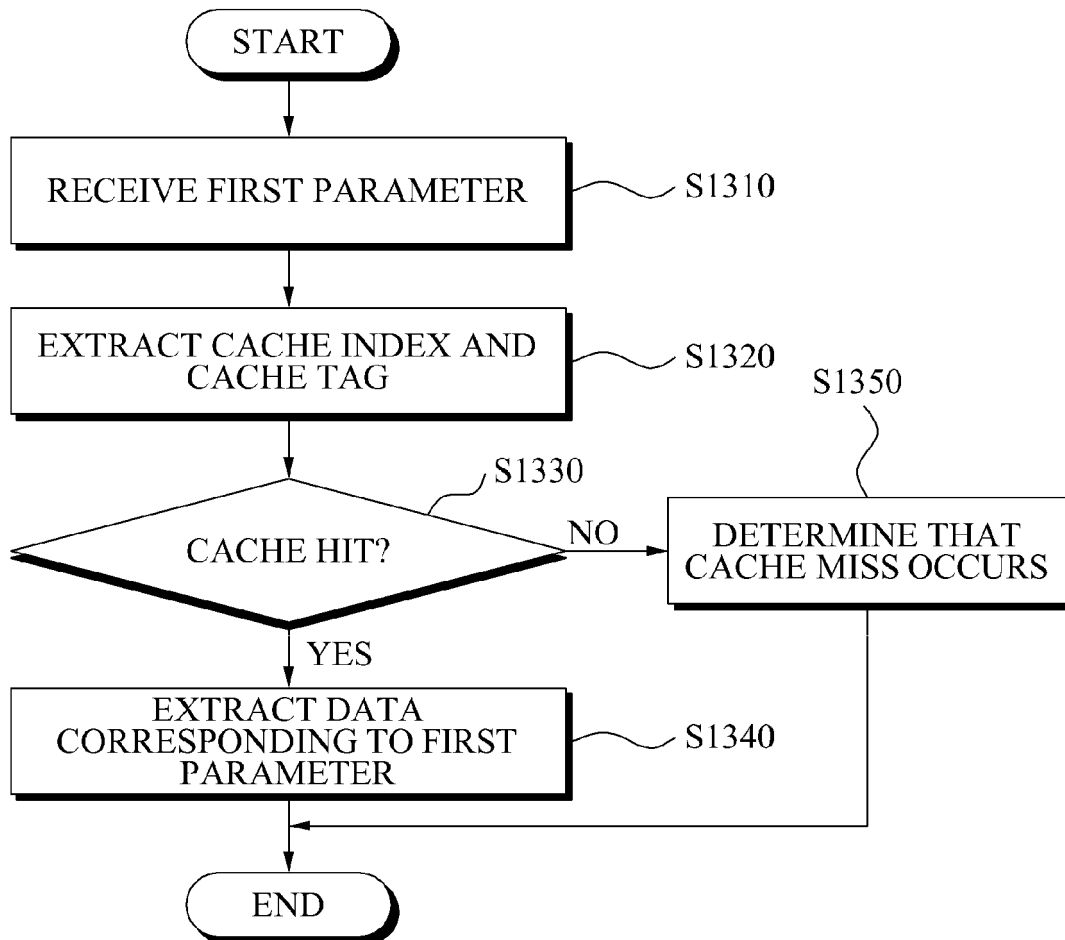 START
RECEIVE FIRST PARAMETER
S1310
EXTRACT CACHE INDEX AND
CACHE TAG
S1320
S1330
CACHE HIT?
NO
S1350
DETERMINE THAT
CACHE MISS OCCURS
YES
EXTRACT DATA
CORRESPONDING TO FIRST
PARAMETER
S1340
END